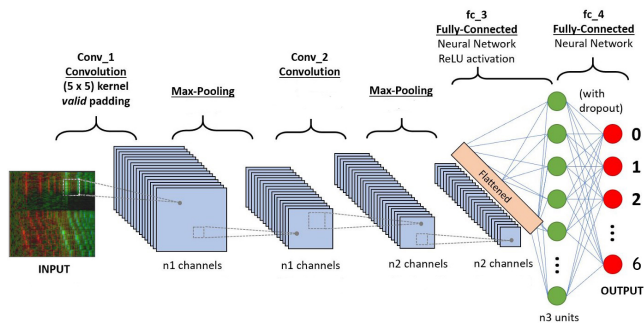 fc_3
Fully-Connected
Neural Network
ReLU activation
fc_4
Fully-Connected
Neural Network
Conv_1
Convolution
(5 x 5) kernel
valid padding
Max-Pooling
Conv_2
Convolution
Max-Pooling
(with
dropout)
Flattened
0
1
2
6
INPUT
n1 channels
n1 channels
n2 channels
n2 channels
OUTPUT
n3 units